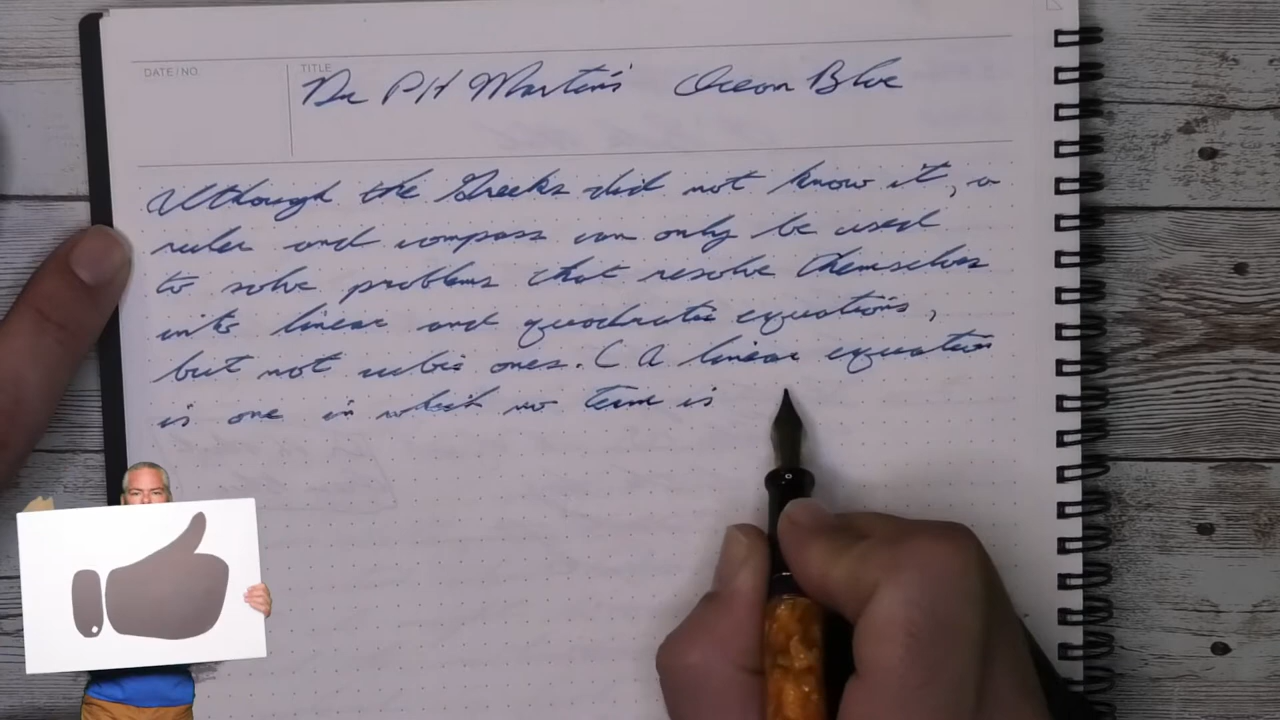 DATE/NO.
TITLE
Dr PH Martin's Ocean Blue
Although the Greeks did not know it, a
ruler and compass can only be used
to solve problems that resolve themselves
into linear and quadratic equations,
but not cubic ones. ( A linear equation
is one in which no term is